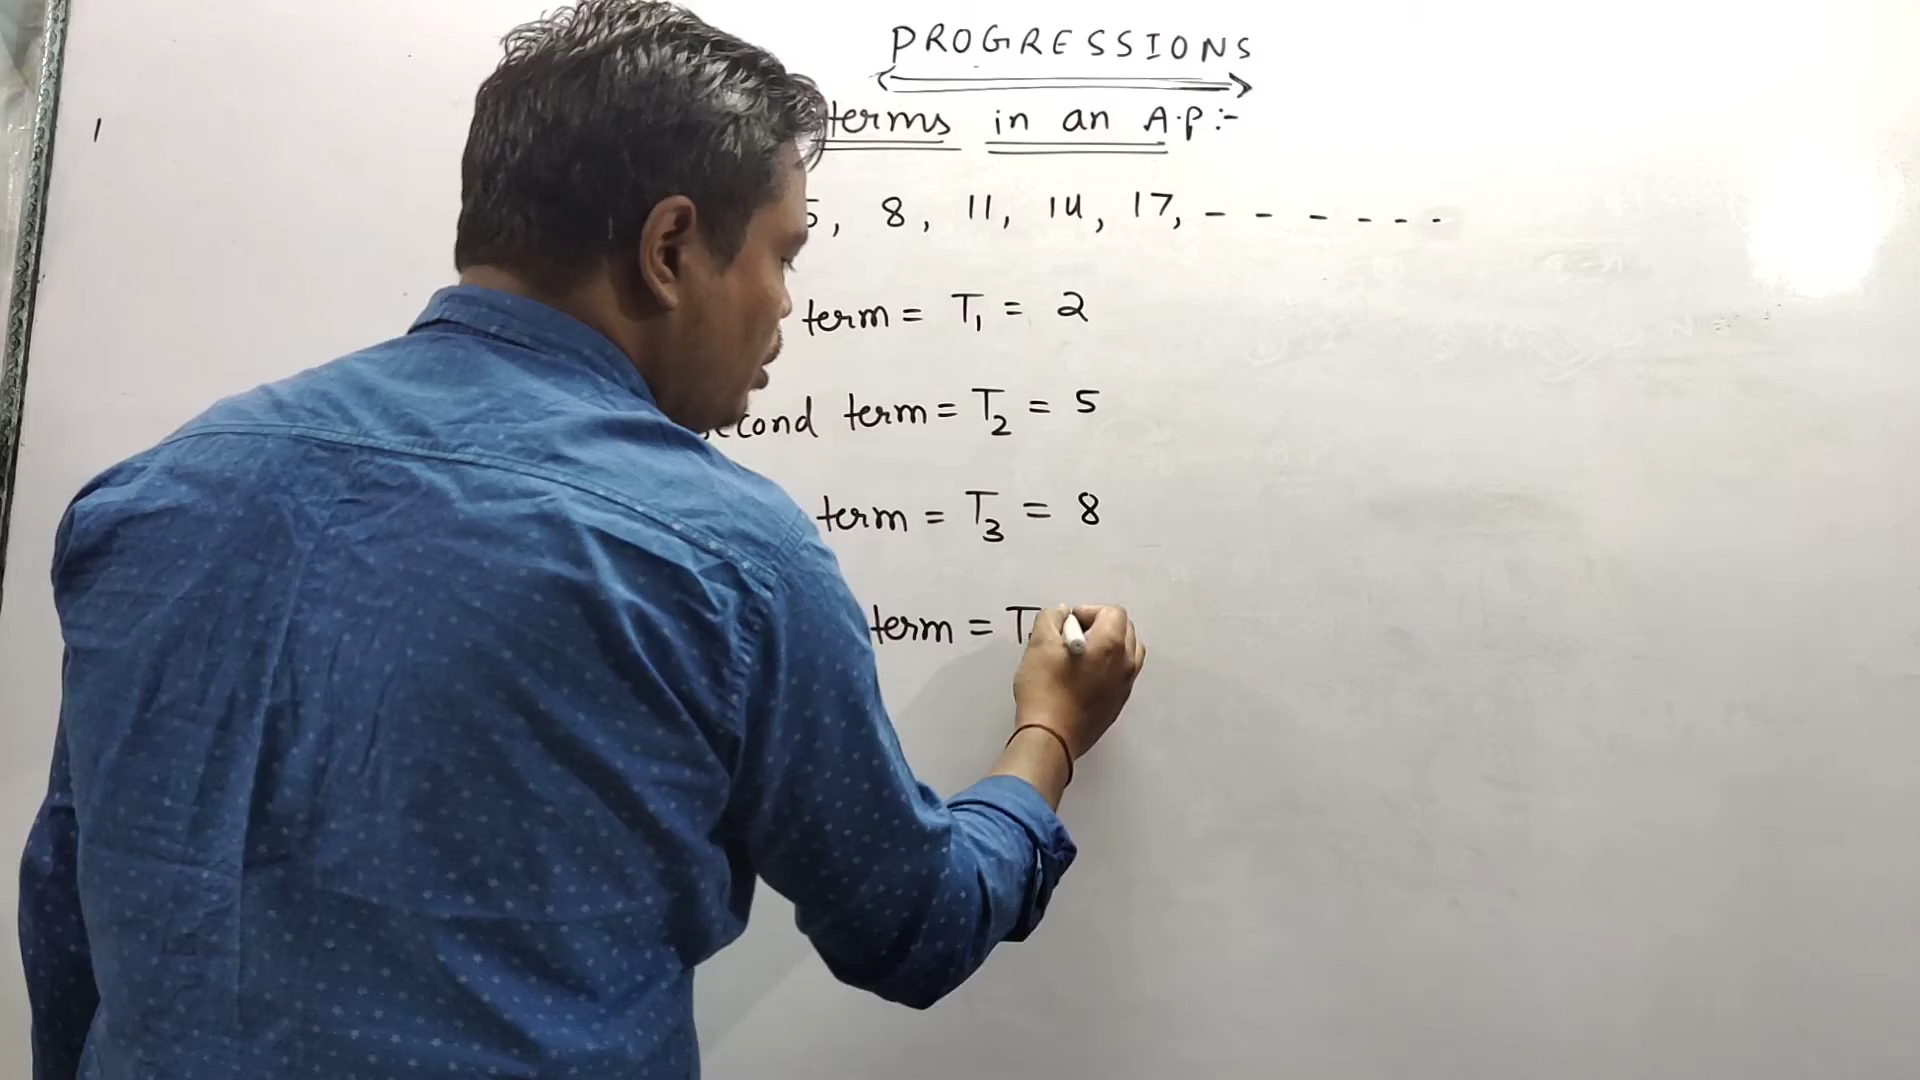 PROGRESSIONS
terms in an A.P:-
5, 8, 11, 14, 17, - - - - - -
term = T1 = 2
term = T2 = 5
term = T3 = 8
term = T